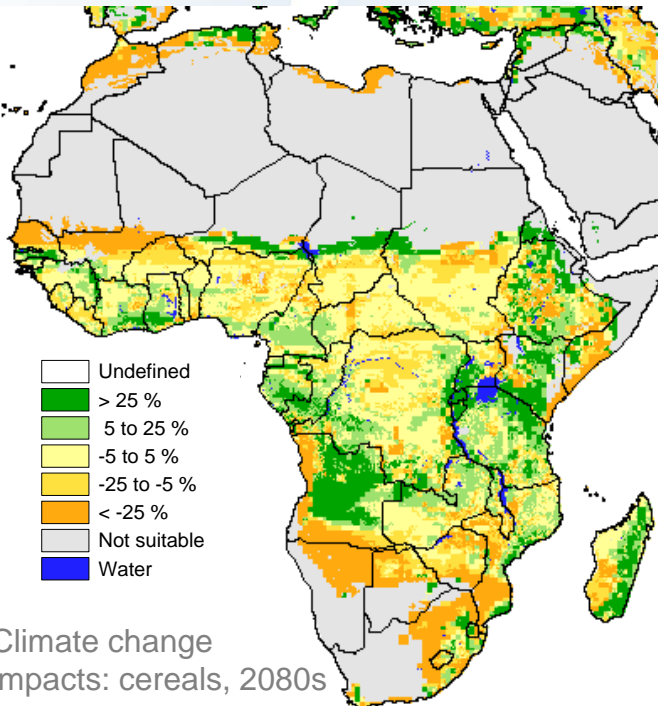 Undefined
> 25 %
5 to 25 %
-5 to 5 %
-25 to -5 %
< -25 %
Not suitable
Water
Climate change
impacts: cereals, 2080s